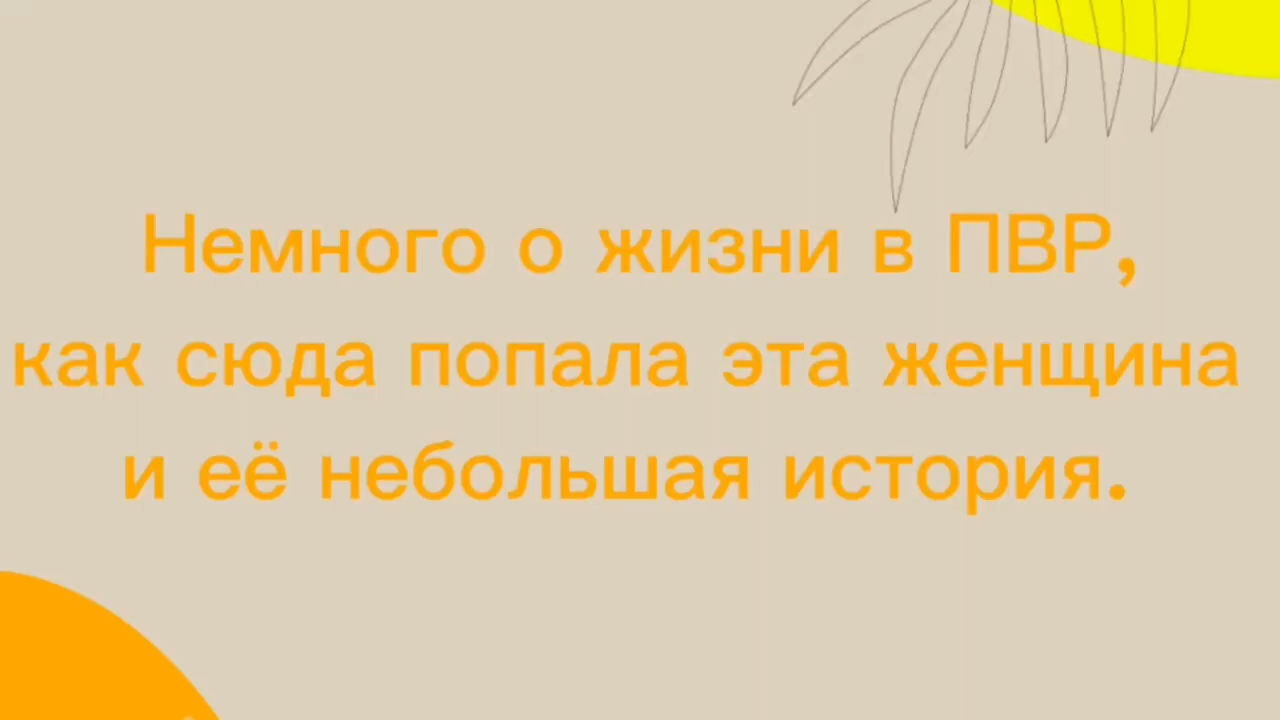 Немного о жизни в ПВР,
как сюда попала эта женщина
и её небольшая история.